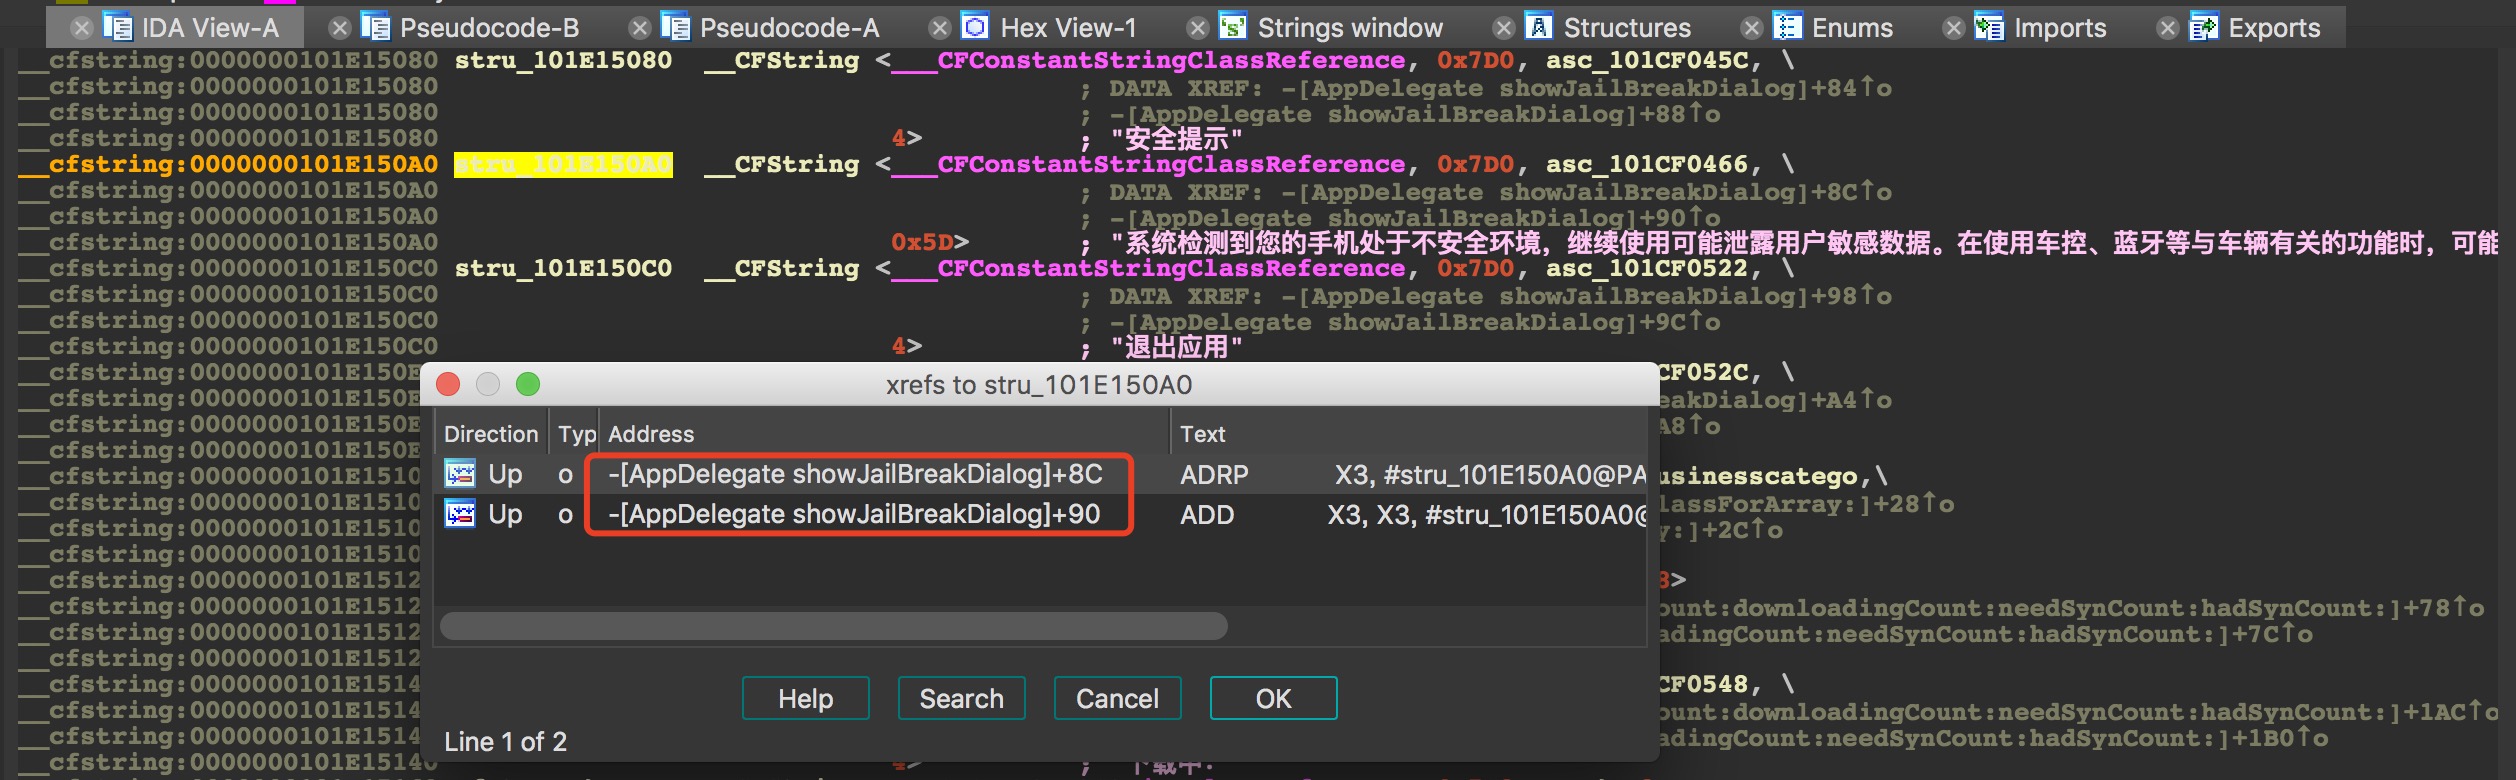 IDA View-A Pseudocode-B Pseudocode-A Hex View-1 Strings window Structures Enums Imports Exports
__cfstring:0000000101E15080 stru_101E15080 __CFString <___CFConstantStringClassReference, 0x7D0, asc_101CF045C, \
__cfstring:0000000101E15080 ; DATA XREF: -[AppDelegate showJailBreakDialog]+84↑o
__cfstring:0000000101E15080 ; -[AppDelegate showJailBreakDialog]+88↑o
__cfstring:0000000101E15080 4> ; "安全提示"
__cfstring:0000000101E150A0 stru_101E150A0 __CFString <___CFConstantStringClassReference, 0x7D0, asc_101CF0466, \
__cfstring:0000000101E150A0 ; DATA XREF: -[AppDelegate showJailBreakDialog]+8C↑o
__cfstring:0000000101E150A0 ; -[AppDelegate showJailBreakDialog]+90↑o
__cfstring:0000000101E150A0 0x5D> ; "系统检测到您的手机处于不安全环境，继续使用可能泄露用户敏感数据。在使用车控、蓝牙等与车辆有关的功能时，可能
__cfstring:0000000101E150C0 stru_101E150C0 __CFString <___CFConstantStringClassReference, 0x7D0, asc_101CF0522, \
__cfstring:0000000101E150C0 ; DATA XREF: -[AppDelegate showJailBreakDialog]+98↑o
__cfstring:0000000101E150C0 ; -[AppDelegate showJailBreakDialog]+9C↑o
__cfstring:0000000101E150C0 4> ; "退出应用"
__cfstring:0000000101E150E CF052C, \
__cfstring:0000000101E150E eakDialog]+A4↑o
__cfstring:0000000101E150E A8↑o
__cfstring:0000000101E150E
__cfstring:0000000101E1510 usinesscatego,\
__cfstring:0000000101E1510 lassForArray:]+28↑o
__cfstring:0000000101E1510 y:]+2C↑o
__cfstring:0000000101E1510
__cfstring:0000000101E1512 8>
__cfstring:0000000101E1512 ount:downloadingCount:needSynCount:hadSynCount:]+78↑o
__cfstring:0000000101E1512 adingCount:needSynCount:hadSynCount:]+7C↑o
__cfstring:0000000101E1512
__cfstring:0000000101E1514 CF0548, \
__cfstring:0000000101E1514 ount:downloadingCount:needSynCount:hadSynCount:]+1AC↑o
__cfstring:0000000101E1514 adingCount:needSynCount:hadSynCount:]+1B0↑o
__cfstring:0000000101E15140 4> ; "下载中:
xrefs to stru_101E150A0
Direction Typ Address Text
Up o -[AppDelegate showJailBreakDialog]+8C ADRP X3, #stru_101E150A0@PA
Up o -[AppDelegate showJailBreakDialog]+90 ADD X3, X3, #stru_101E150A0@
Help Search Cancel OK
Line 1 of 2